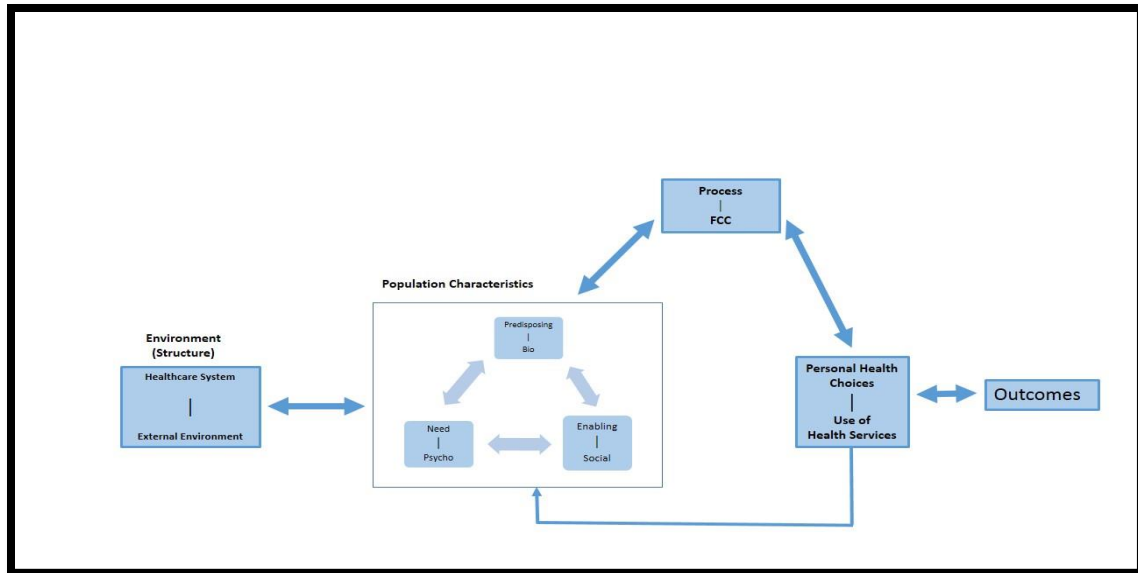 Environment
(Structure)
Healthcare System
|
External Environment
Population Characteristics
Predisposing
|
Bio
Need
|
Psycho
Enabling
|
Social
Process
|
FCC
Personal Health
Choices
|
Use of
Health Services
Outcomes